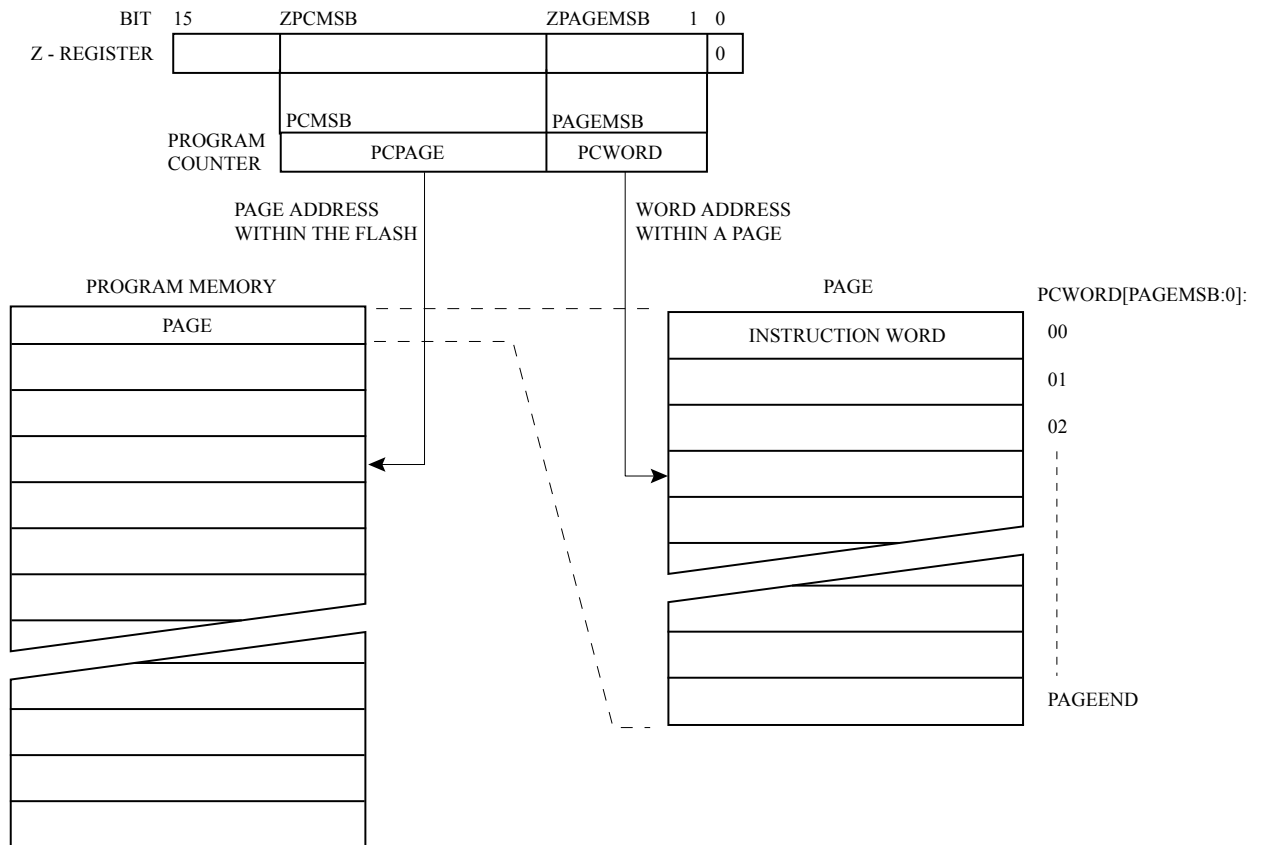 BIT 15 ZPCMSB ZPAGEMSB 1 0
Z - REGISTER 0
PCMSB PAGEMSB
PROGRAM
COUNTER
PCPAGE PCWORD
PAGE ADDRESS
WITHIN THE FLASH
WORD ADDRESS
WITHIN A PAGE
PROGRAM MEMORY PAGE PCWORD[PAGEMSB:0]:
PAGE INSTRUCTION WORD 00
01
02
PAGEEND